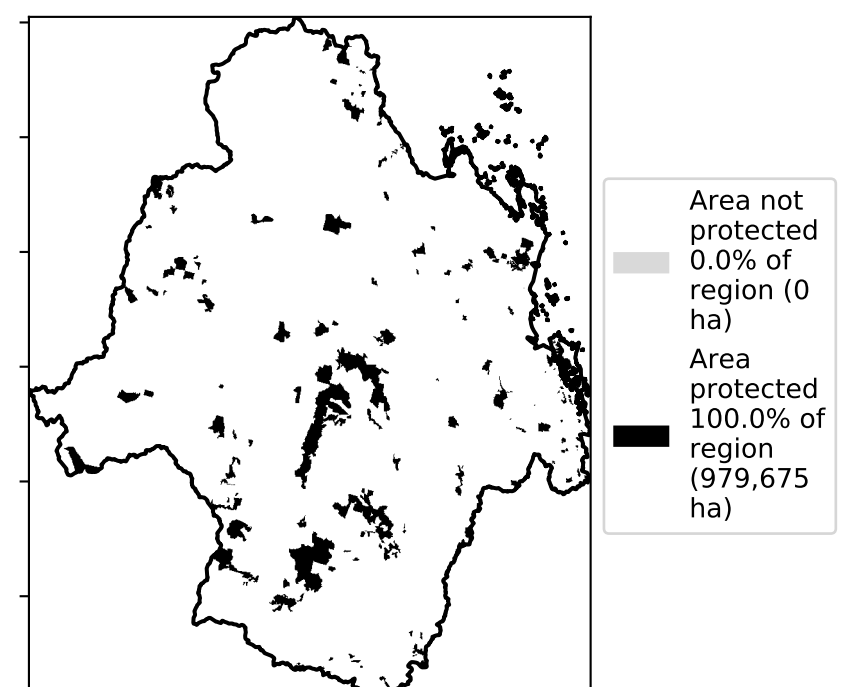 Area not
protected
0.0% of
region (0
ha)
Area
protected
100.0% of
region
(979,675
ha)